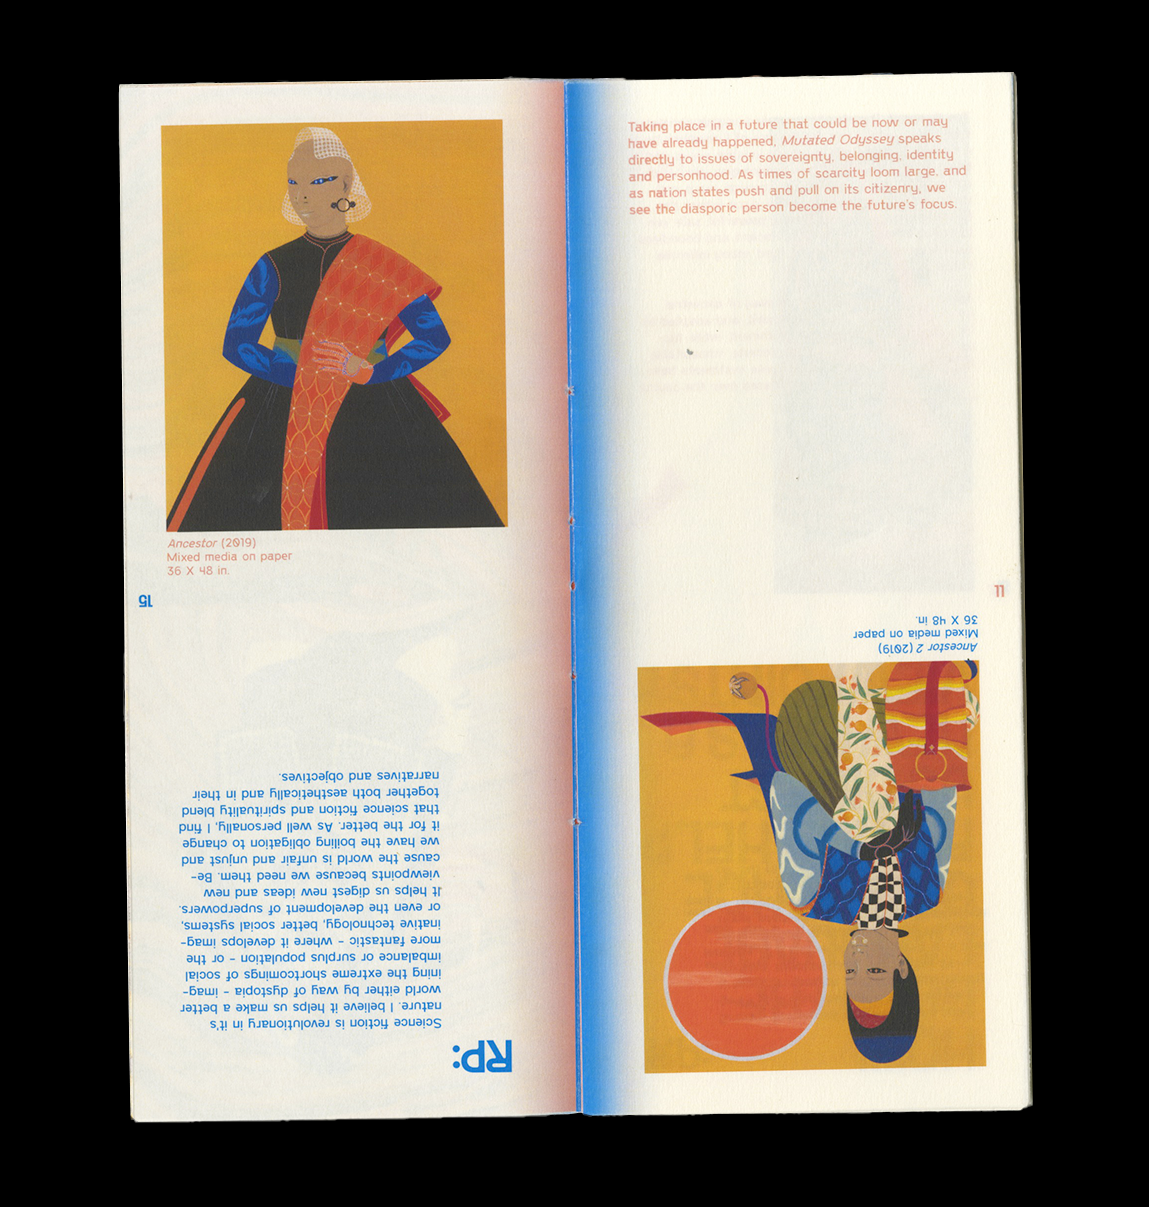 Ancestor (2019)
Mixed media on paper
36 X 48 in.
15
RP:
Science fiction is revolutionary in it's
nature. I believe it helps us make a better
world either by way of dystopia - imag-
ining the extreme shortcomings of social
imbalance or surplus population - or the
more fantastic - where it develops imag-
inative technology, better social systems,
or even the development of superpowers.
It helps us digest new ideas and new
viewpoints because we need them. Be-
cause the world is unfair and unjust and
we have the boiling obligation to change
it for the better. As well personally, I find
that science fiction and spirituality blend
together both aesthetically and in their
narratives and objectives.
Taking place in a future that could be now or may
have already happened, Mutated Odyssey speaks
directly to issues of sovereignty, belonging, identity
and personhood. As times of scarcity loom large, and
as nation states push and pull on its citizenry, we
see the diasporic person become the future's focus.
11
Ancestor 2 (2019)
Mixed media on paper
36 X 48 in.